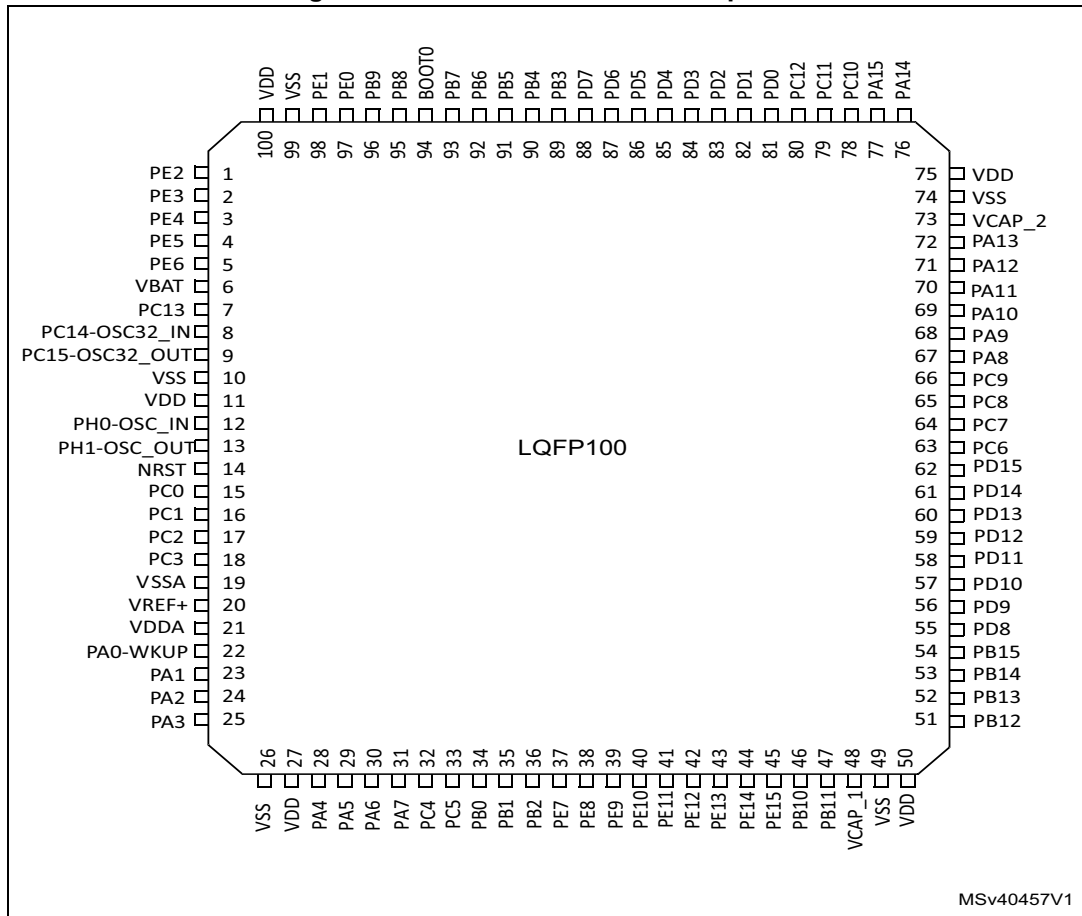 VDD VSS PE1 PE0 PB9 PB8 BOOT0 PB7 PB6 PB5 PB4 PB3 PD7 PD6 PD5 PD4 PD3 PD2 PD1 PD0 PC12 PC11 PC10 PA15 PA14
100 99 98 97 96 95 94 93 92 91 90 89 88 87 86 85 84 83 82 81 80 79 78 77 76
PE2 1 75 VDD
PE3 2 74 VSS
PE4 3 73 VCAP_2
PE5 4 72 PA13
PE6 5 71 PA12
VBAT 6 70 PA11
PC13 7 69 PA10
PC14-OSC32_IN 8 68 PA9
PC15-OSC32_OUT 9 67 PA8
VSS 10 66 PC9
VDD 11 65 PC8
PH0-OSC_IN 12 64 PC7
PH1-OSC_OUT 13 LQFP100 63 PC6
NRST 14 62 PD15
PC0 15 61 PD14
PC1 16 60 PD13
PC2 17 59 PD12
PC3 18 58 PD11
VSSA 19 57 PD10
VREF+ 20 56 PD9
VDDA 21 55 PD8
PA0-WKUP 22 54 PB15
PA1 23 53 PB14
PA2 24 52 PB13
PA3 25 51 PB12
26 27 28 29 30 31 32 33 34 35 36 37 38 39 40 41 42 43 44 45 46 47 48 49 50
VSS VDD PA4 PA5 PA6 PA7 PC4 PC5 PB0 PB1 PB2 PE7 PE8 PE9 PE10 PE11 PE12 PE13 PE14 PE15 PB10 PB11 VCAP_1 VSS VDD
MSv40457V1